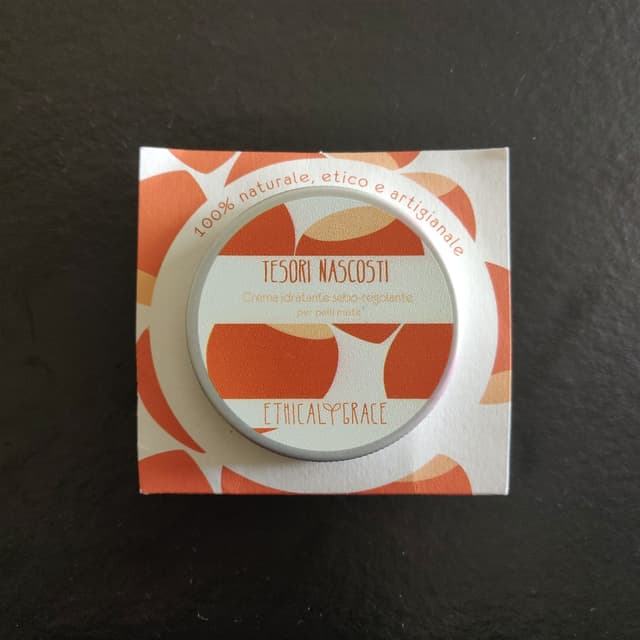 100% naturale, etico e artigianale
TESORI NASCOSTI
Crema idratante sebo-regolante
per pelli miste
ETHICAL GRACE